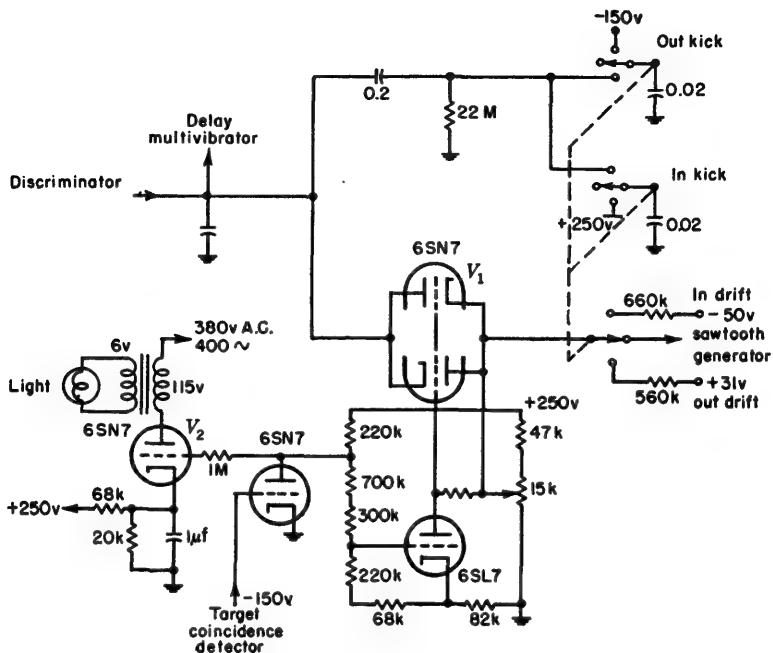 -150v
Out kick
0.2
0.02
22 M
Delay
multivibrator
Discriminator
In kick
+250v
0.02
6SN7
V1
660k
In drift
- 50v
sawtooth
generator
380v A.C.
400 ~
6v
Light
115v
560k
+31v
out drift
6SN7
V2
6SN7
+250v
220k
47k
1M
700k
15k
68k
+250v
300k
20k
1μf
220k
6SL7
-150v
68k
82k
Target
coincidence
detector